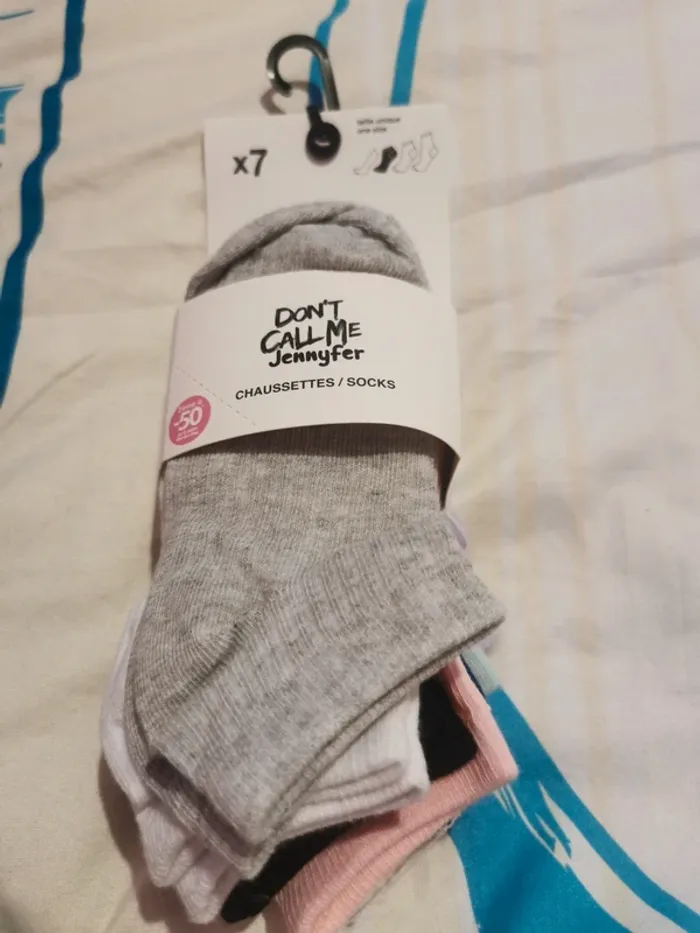 x7
taille unique
one size
DON'T
CALL ME
Jennyfer
CHAUSSETTES / SOCKS
-50